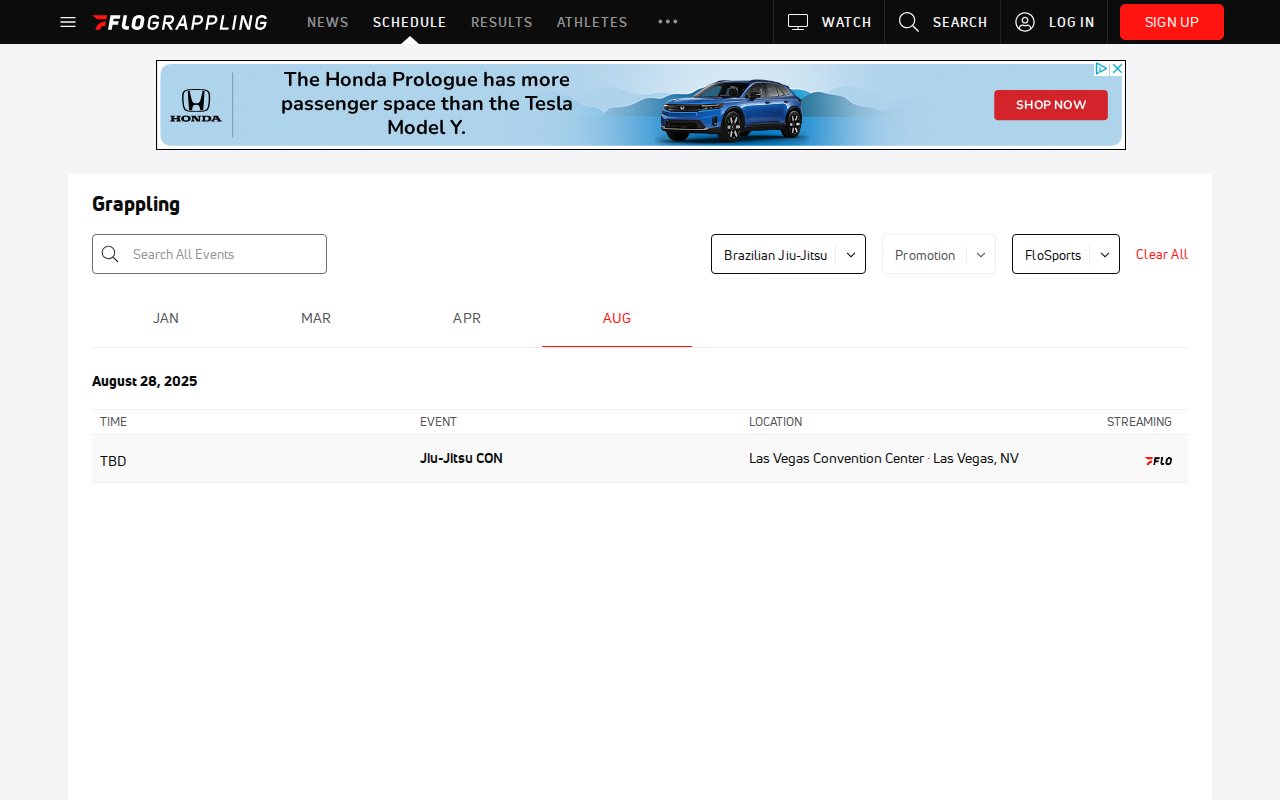 FLOGRAPPLING
NEWS
SCHEDULE
RESULTS
ATHLETES
WATCH
SEARCH
LOG IN
SIGN UP
HONDA
The Honda Prologue has more
passenger space than the Tesla
Model Y.
SHOP NOW
Grappling
Search All Events
Brazilian Jiu-Jitsu
Promotion
FloSports
Clear All
JAN
MAR
APR
AUG
August 28, 2025
TIME
EVENT
LOCATION
STREAMING
TBD
Jiu-Jitsu CON
Las Vegas Convention Center · Las Vegas, NV
FLO